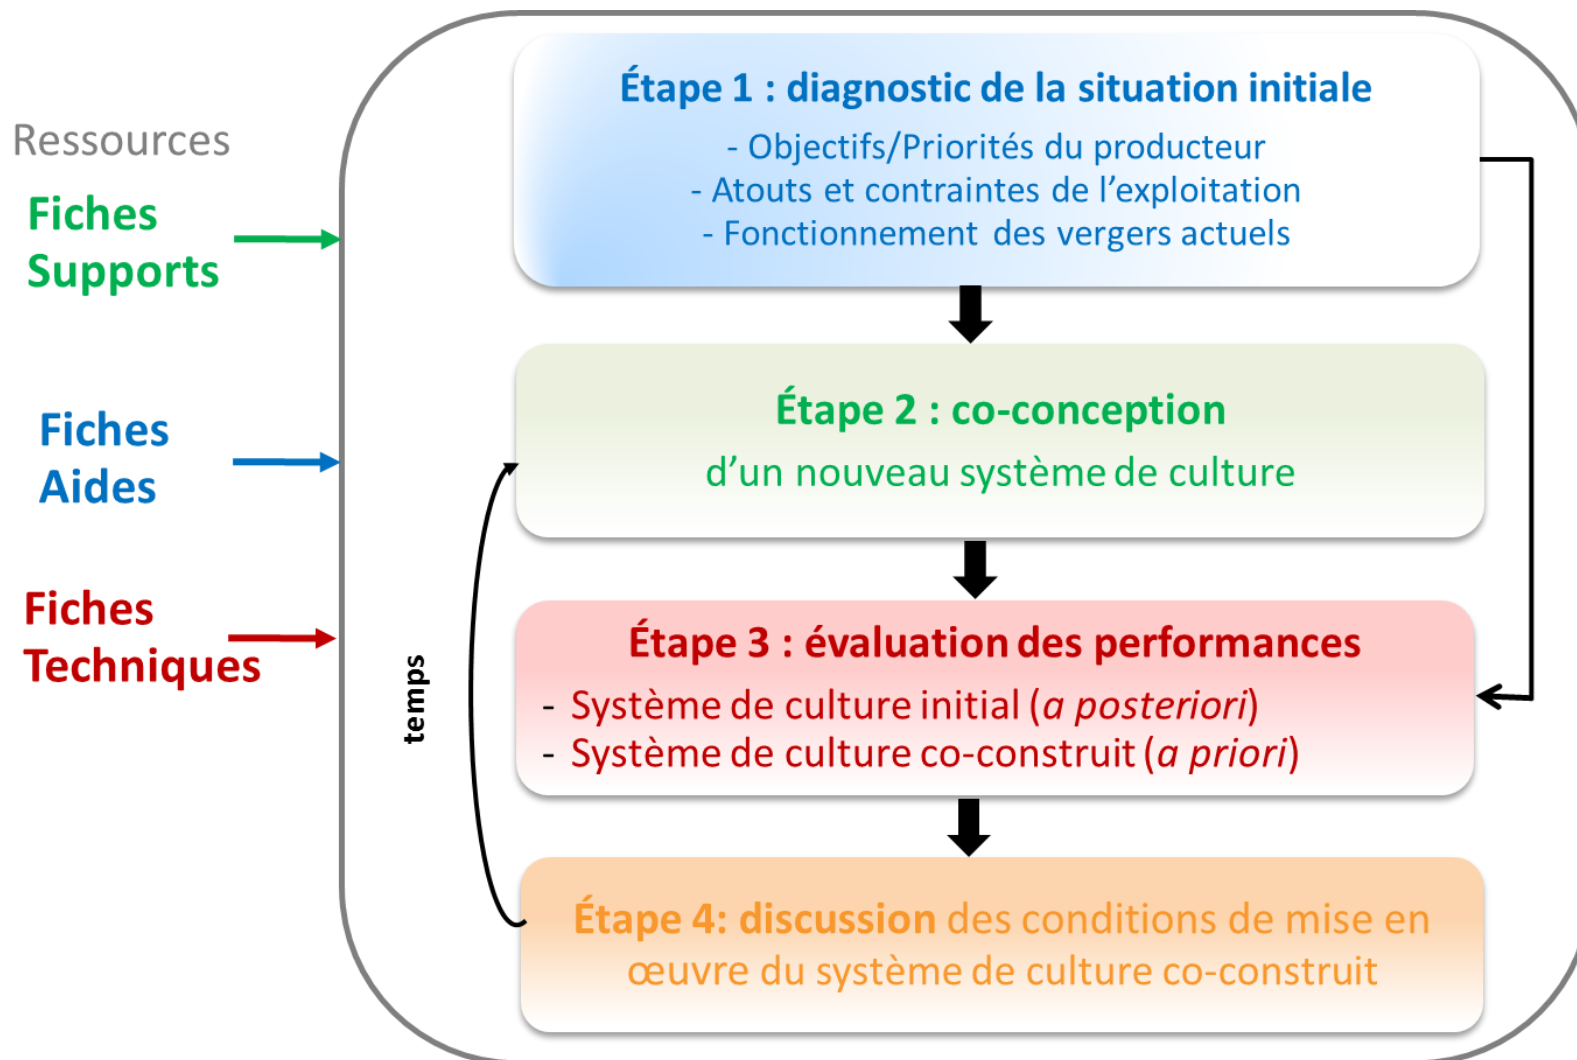 Ressources
Fiches
Supports
Fiches
Aides
Fiches
Techniques
Étape 1 : diagnostic de la situation initiale
- Objectifs/Priorités du producteur
- Atouts et contraintes de l’exploitation
- Fonctionnement des vergers actuels
Étape 2 : co-conception
d’un nouveau système de culture
Étape 3 : évaluation des performances
- Système de culture initial (a posteriori)
- Système de culture co-construit (a priori)
temps
Étape 4: discussion des conditions de mise en
œuvre du système de culture co-construit